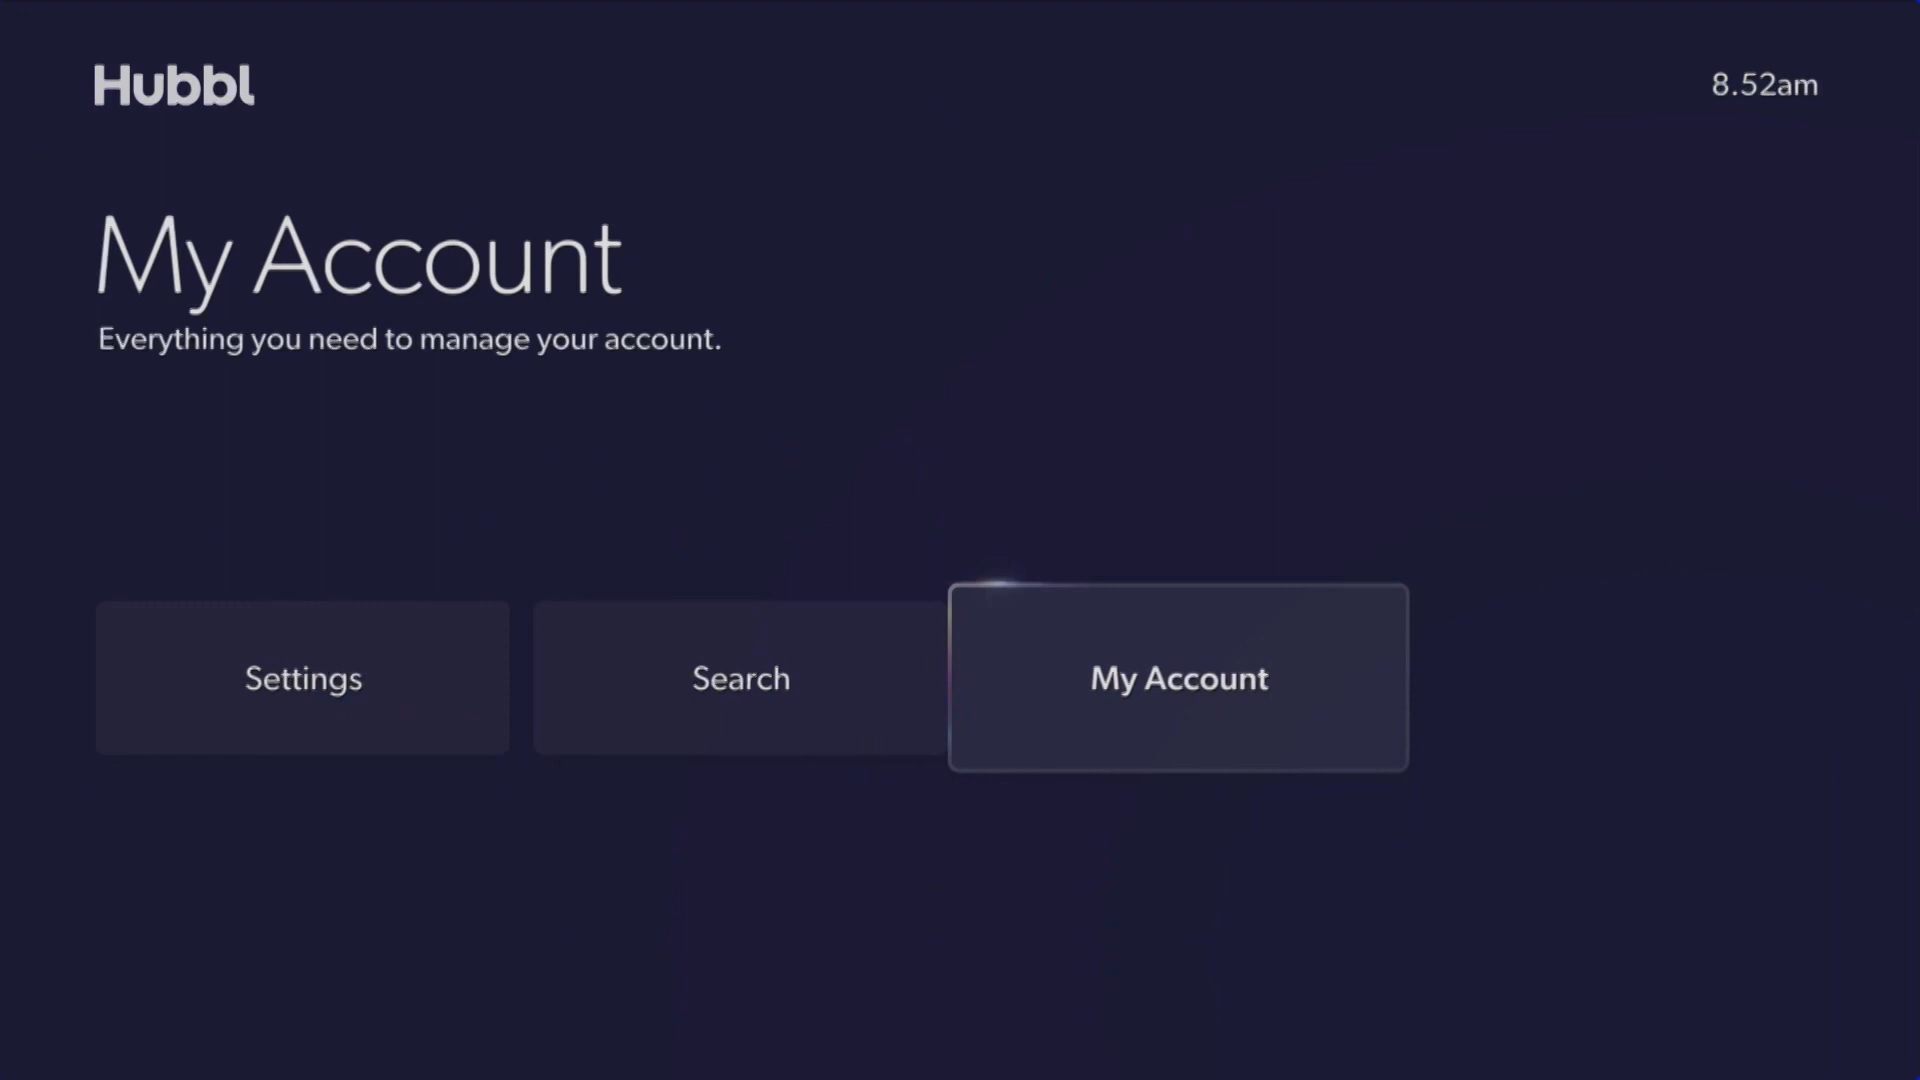 Hubbl
8.52am
My Account
Everything you need to manage your account.
Settings
Search
My Account